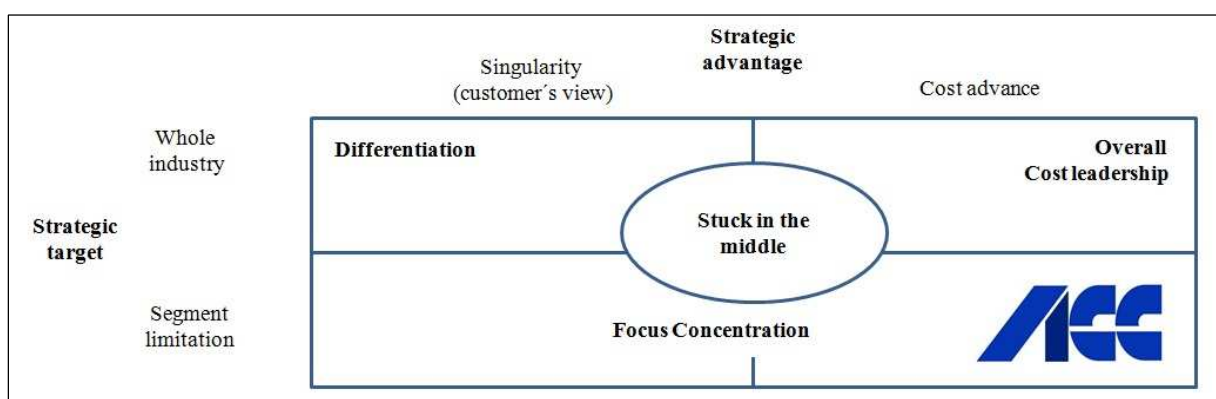 Strategic
advantage
Singularity
(customer´s view)
Cost advance
Whole
industry
Differentiation
Overall
Cost leadership
Stuck in the
middle
Strategic
target
Segment
limitation
Focus Concentration
ACC